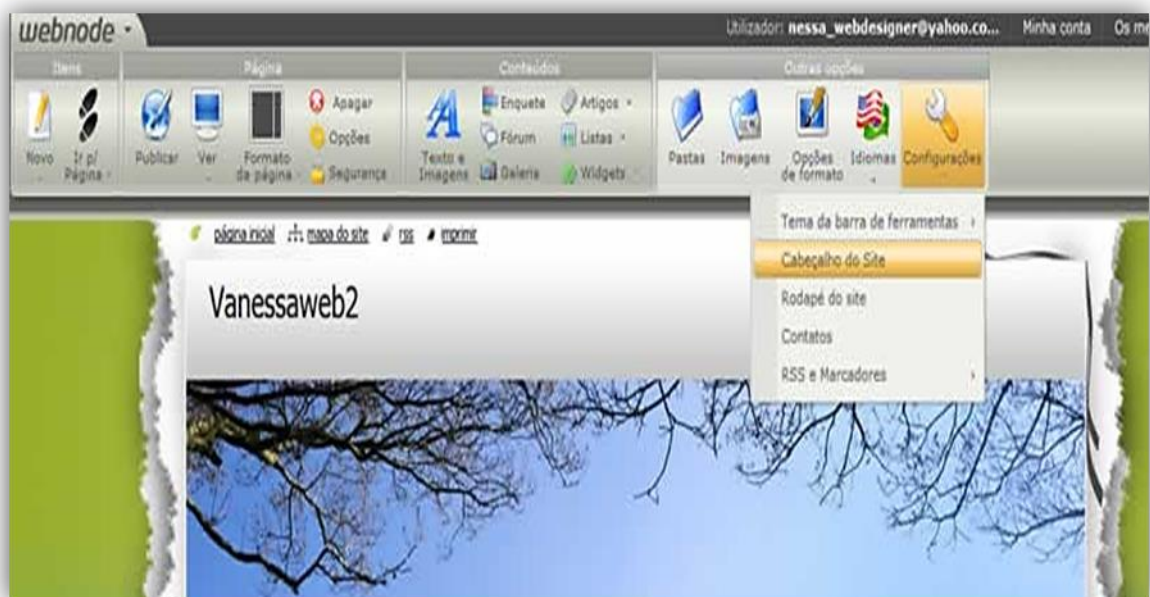 webnode
Utilizador: nessa_webdesigner@yahoo.co... Minha conta Os me
Itens Página Conteúdos Outras opções
Novo
Ir p/
Página
Publicar
Ver
Formato
da página
Apagar
Opções
Segurança
Texto e
Imagens
Enquete
Fórum
Galeria
Artigos
Listas
Widgets
Pastas
Imagens
Opções
de formato
Idiomas
Configurações
Tema da barra de ferramentas
Cabeçalho do Site
Rodapé do site
Contatos
RSS e Marcadores
página inicial mapa do site rss imprimir
Vanessaweb2